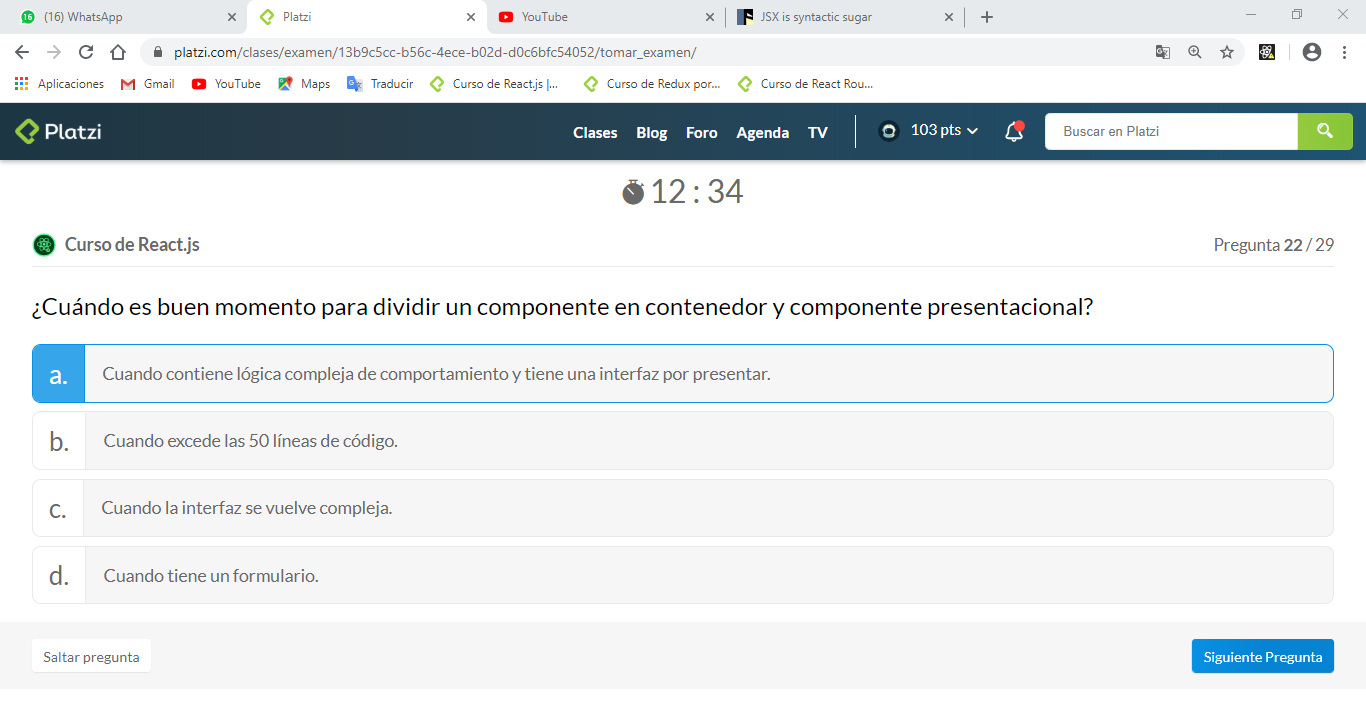 (16) WhatsApp
Platzi
YouTube
JSX is syntactic sugar
platzi.com/clases/examen/13b9c5cc-b56c-4ece-b02d-d0c6bfc54052/tomar_examen/
Aplicaciones
Gmail
YouTube
Maps
Traducir
Curso de React.js |...
Curso de Redux por...
Curso de React Rou...
Platzi
Clases
Blog
Foro
Agenda
TV
103 pts
Buscar en Platzi
12 : 34
Curso de React.js
Pregunta 22 / 29
¿Cuándo es buen momento para dividir un componente en contenedor y componente presentacional?
a. Cuando contiene lógica compleja de comportamiento y tiene una interfaz por presentar.
b. Cuando excede las 50 líneas de código.
c. Cuando la interfaz se vuelve compleja.
d. Cuando tiene un formulario.
Saltar pregunta
Siguiente Pregunta